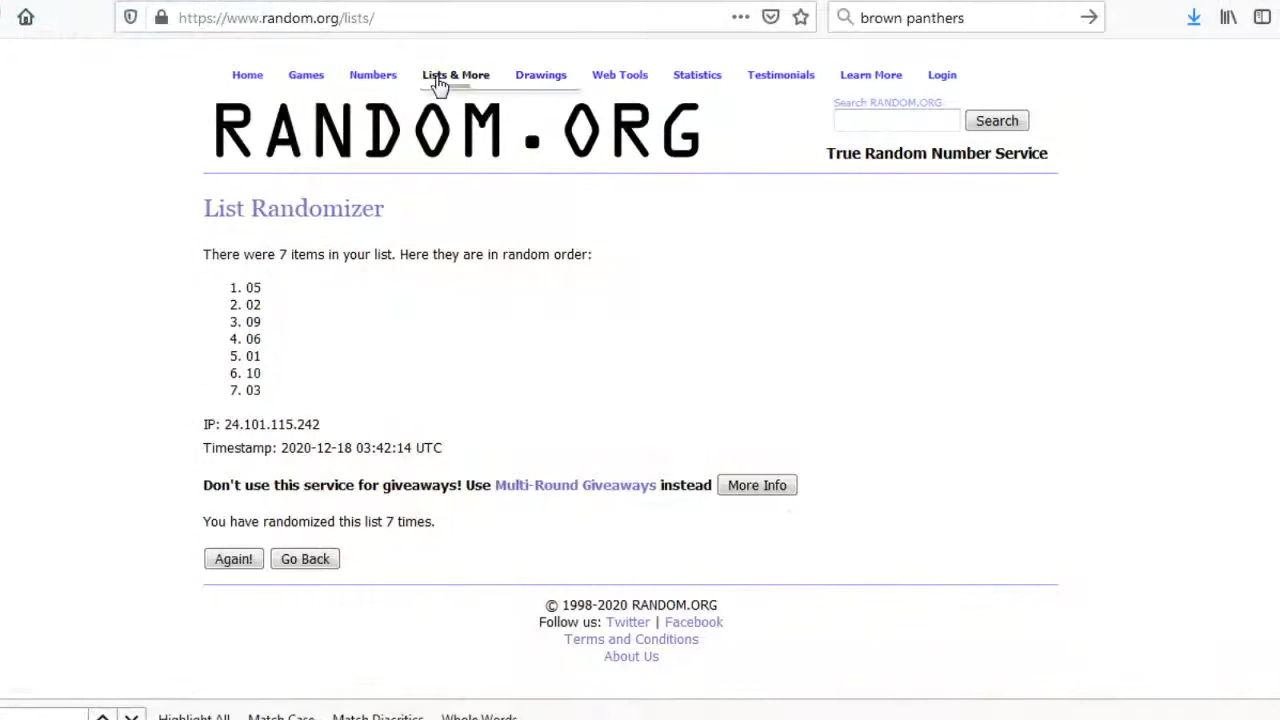 https://www.random.org/lists/
brown panthers
Home Games Numbers Lists & More Drawings Web Tools Statistics Testimonials Learn More Login
RANDOM.ORG
Search RANDOM.ORG
Search
True Random Number Service
List Randomizer
There were 7 items in your list. Here they are in random order:
1. 05
2. 02
3. 09
4. 06
5. 01
6. 10
7. 03
IP: 24.101.115.242
Timestamp: 2020-12-18 03:42:14 UTC
Don't use this service for giveaways! Use Multi-Round Giveaways instead More Info
You have randomized this list 7 times.
Again! Go Back
© 1998-2020 RANDOM.ORG
Follow us: Twitter | Facebook
Terms and Conditions
About Us
Highlight All Match Case Match Diacritics Whole Words